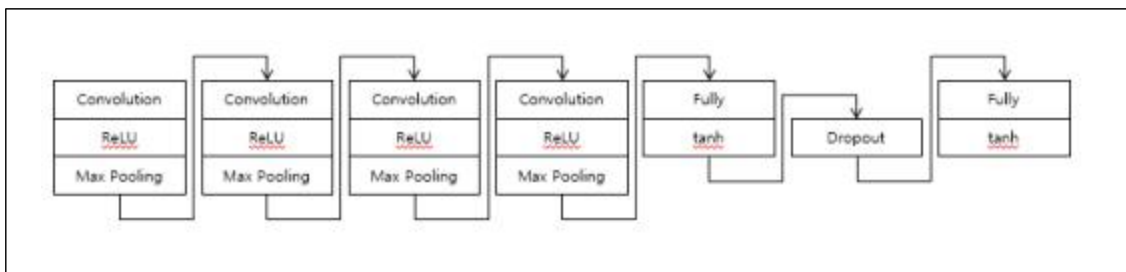 Convolution
ReLU
Max Pooling
Convolution
ReLU
Max Pooling
Convolution
ReLU
Max Pooling
Convolution
ReLU
Max Pooling
Fully
tanh
Dropout
Fully
tanh